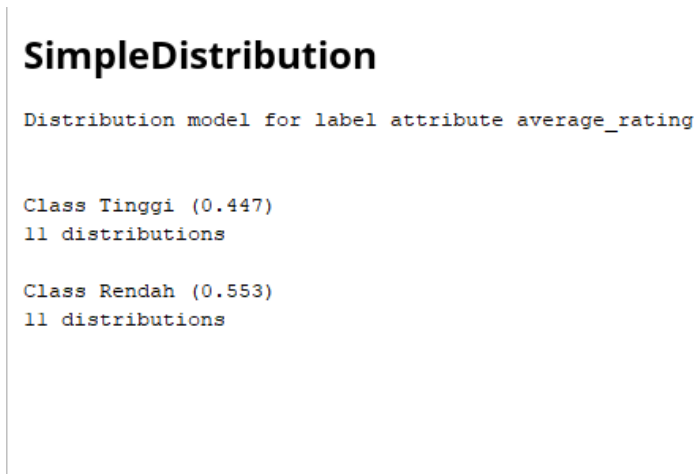 SimpleDistribution
Distribution model for label attribute average_rating
Class Tinggi (0.447)
11 distributions
Class Rendah (0.553)
11 distributions